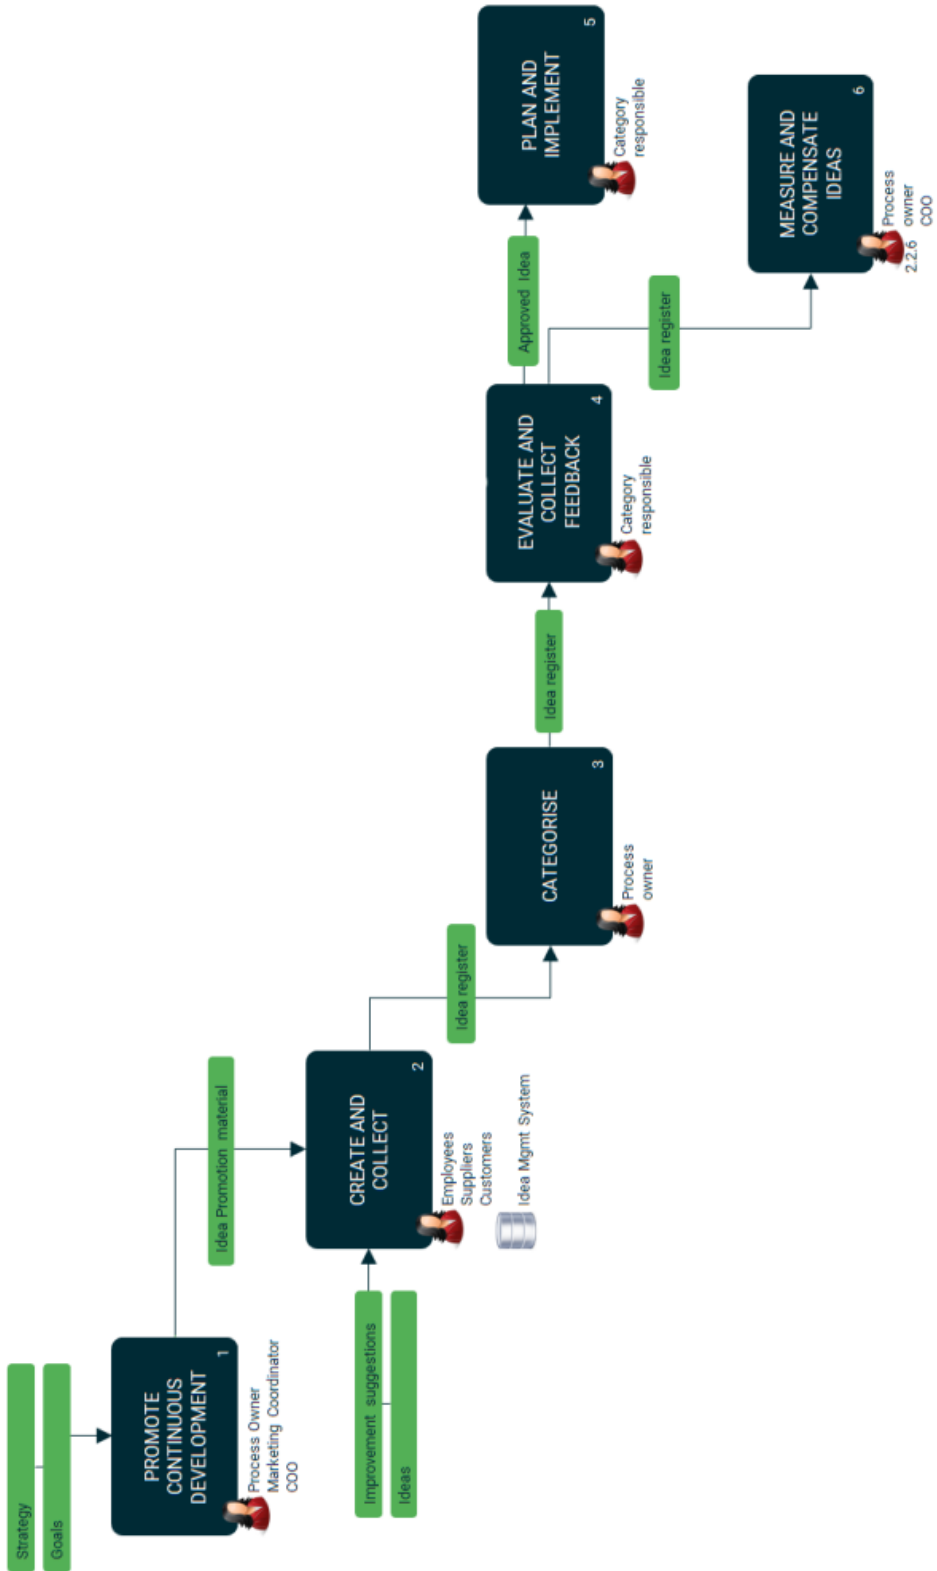 Strategy
Goals
PROMOTE
CONTINUOUS
DEVELOPMENT
1
Process Owner
Marketing Coordinator
COO
Idea Promotion material
Improvement suggestions
Ideas
CREATE AND
COLLECT
2
Employees
Suppliers
Customers
Idea Mgmt System
Idea register
CATEGORISE
3
Process
owner
Idea register
EVALUATE AND
COLLECT
FEEDBACK
4
Category
responsible
Approved Idea
PLAN AND
IMPLEMENT
5
Category
responsible
Idea register
MEASURE AND
COMPENSATE
IDEAS
6
Process
owner
2.2.6 COO